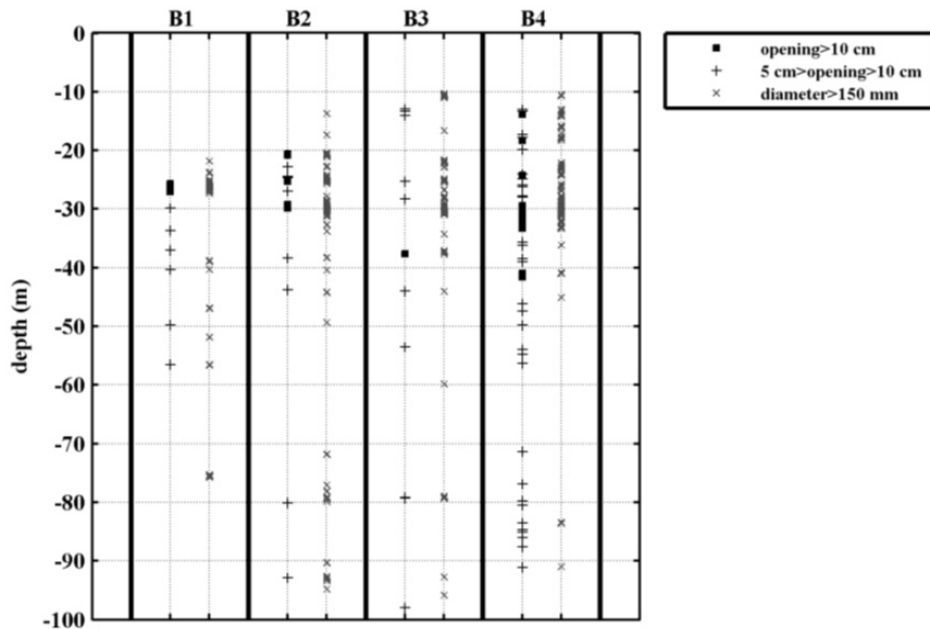 B1 B2 B3 B4
0
-10
-20
-30
-40
-50
-60
-70
-80
-90
-100
depth (m)
opening>10 cm
5 cm>opening>10 cm
diameter>150 mm